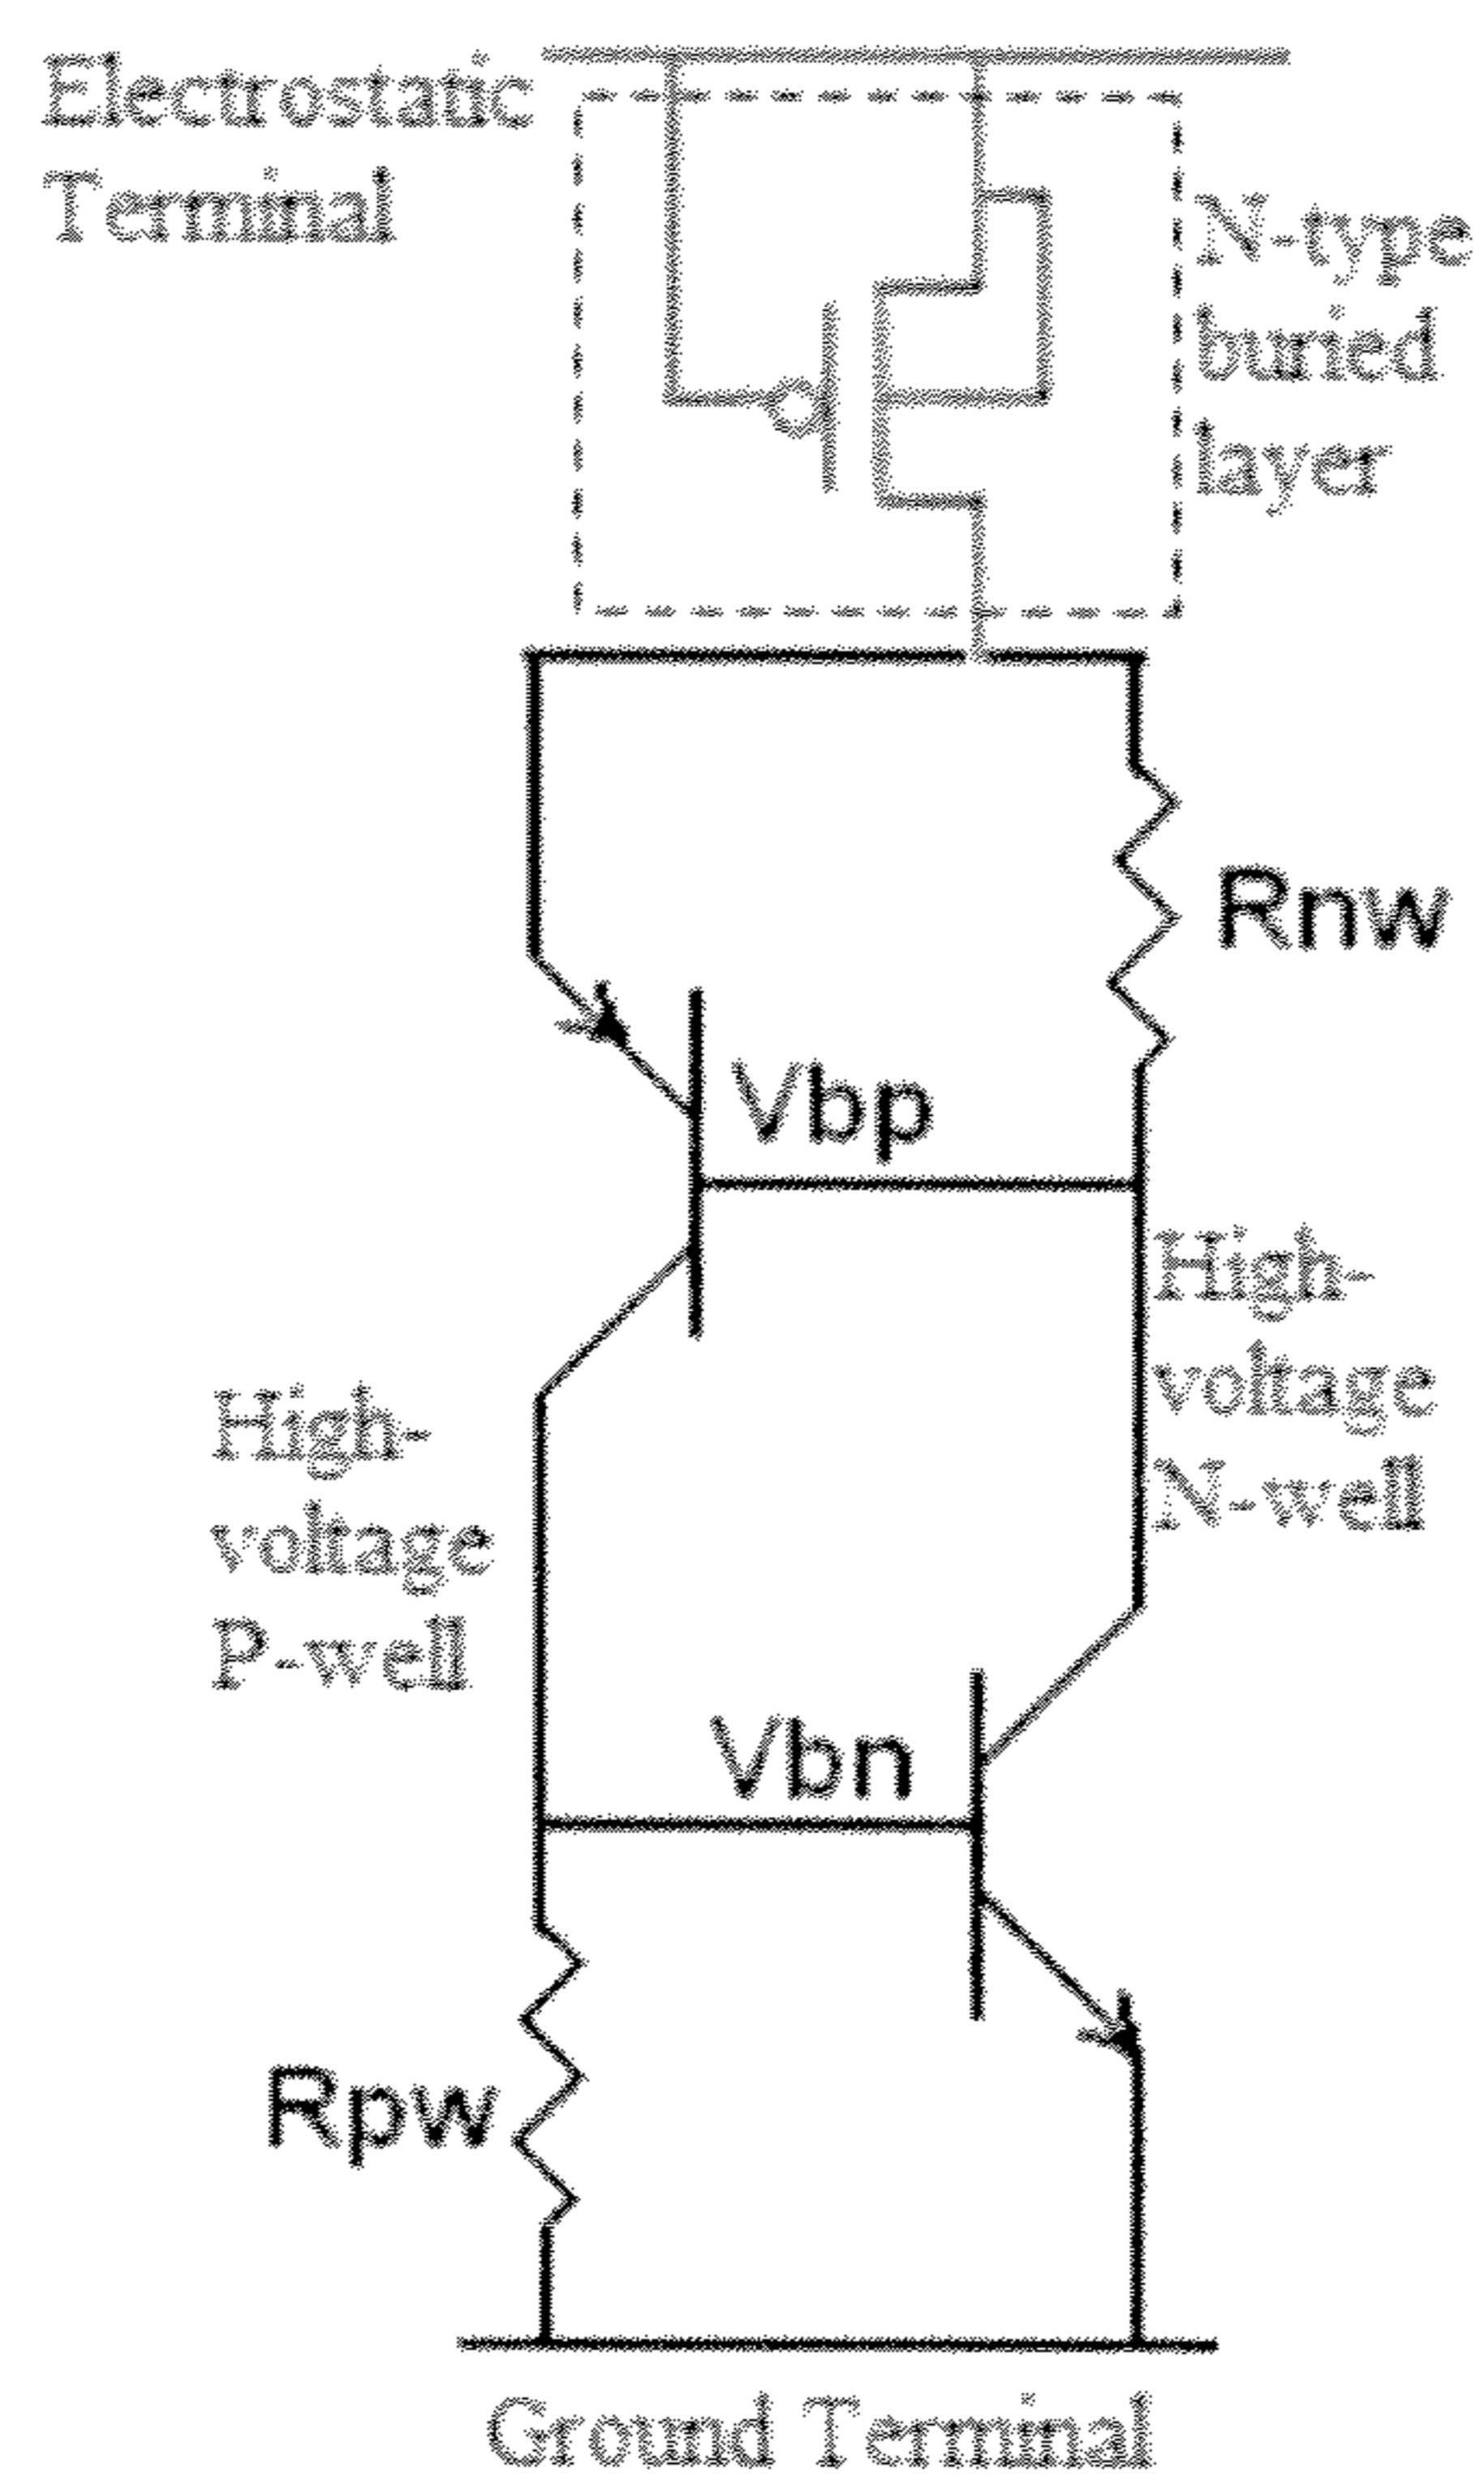 Electrostatic
Terminal
N-type
buried
layer
Rnw
Vbp
High-
voltage
N-well
High-
voltage
P-well
Vbn
Rpw
Ground Terminal